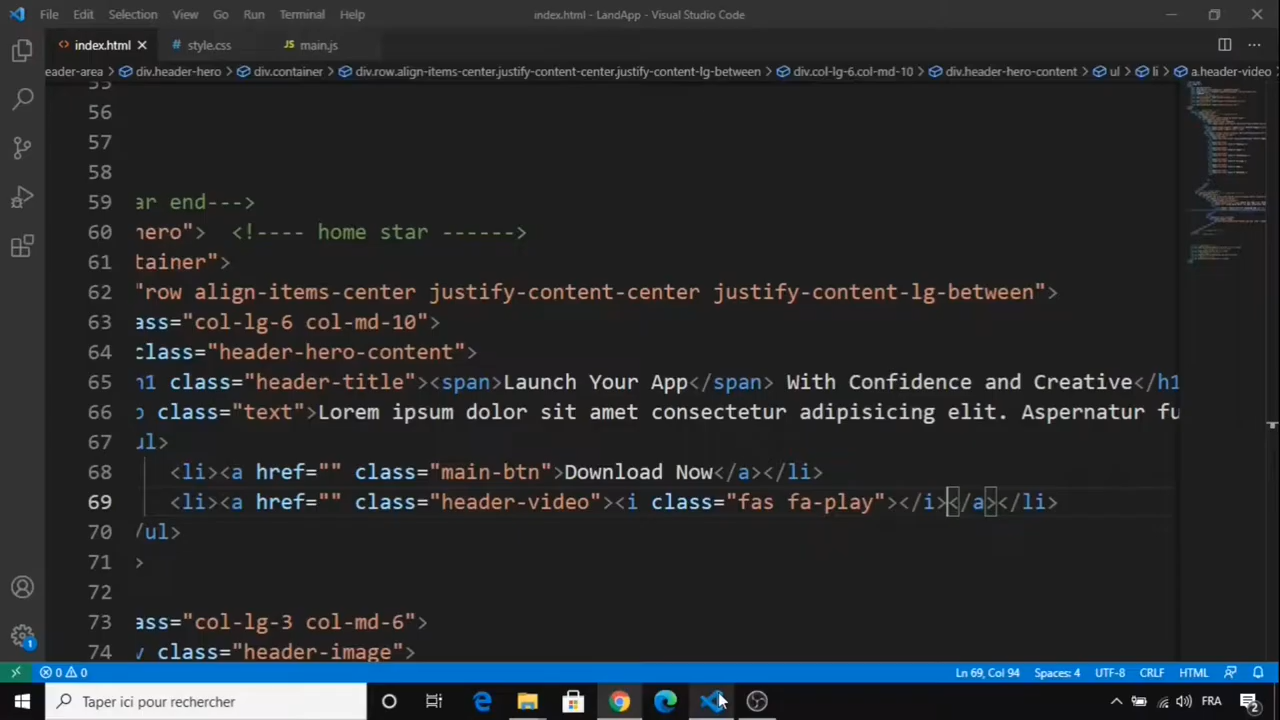 File Edit Selection View Go Run Terminal Help index.html - LandApp - Visual Studio Code
<> index.html # style.css JS main.js
eader-area div.header-hero div.container div.row.align-items-center.justify-content-center.justify-content-lg-between div.col-lg-6.col-md-10 div.header-hero-content ul li a.header-video
55
56
57
58
59 ar end--->
60 hero"> <!---- home star ------>
61 tainer">
62 "row align-items-center justify-content-center justify-content-lg-between">
63 ass="col-lg-6 col-md-10">
64 class="header-hero-content">
65 h1 class="header-title"><span>Launch Your App</span> With Confidence and Creative</h1
66 p class="text">Lorem ipsum dolor sit amet consectetur adipisicing elit. Aspernatur fu
67 ul>
68 <li><a href="" class="main-btn">Download Now</a></li>
69 <li><a href="" class="header-video"><i class="fas fa-play"></i></a></li>
70 /ul>
71 >
72
73 ass="col-lg-3 col-md-6">
74 v class="header-image">
1 0 0 Ln 69, Col 94 Spaces: 4 UTF-8 CRLF HTML
Taper ici pour rechercher FRA 2